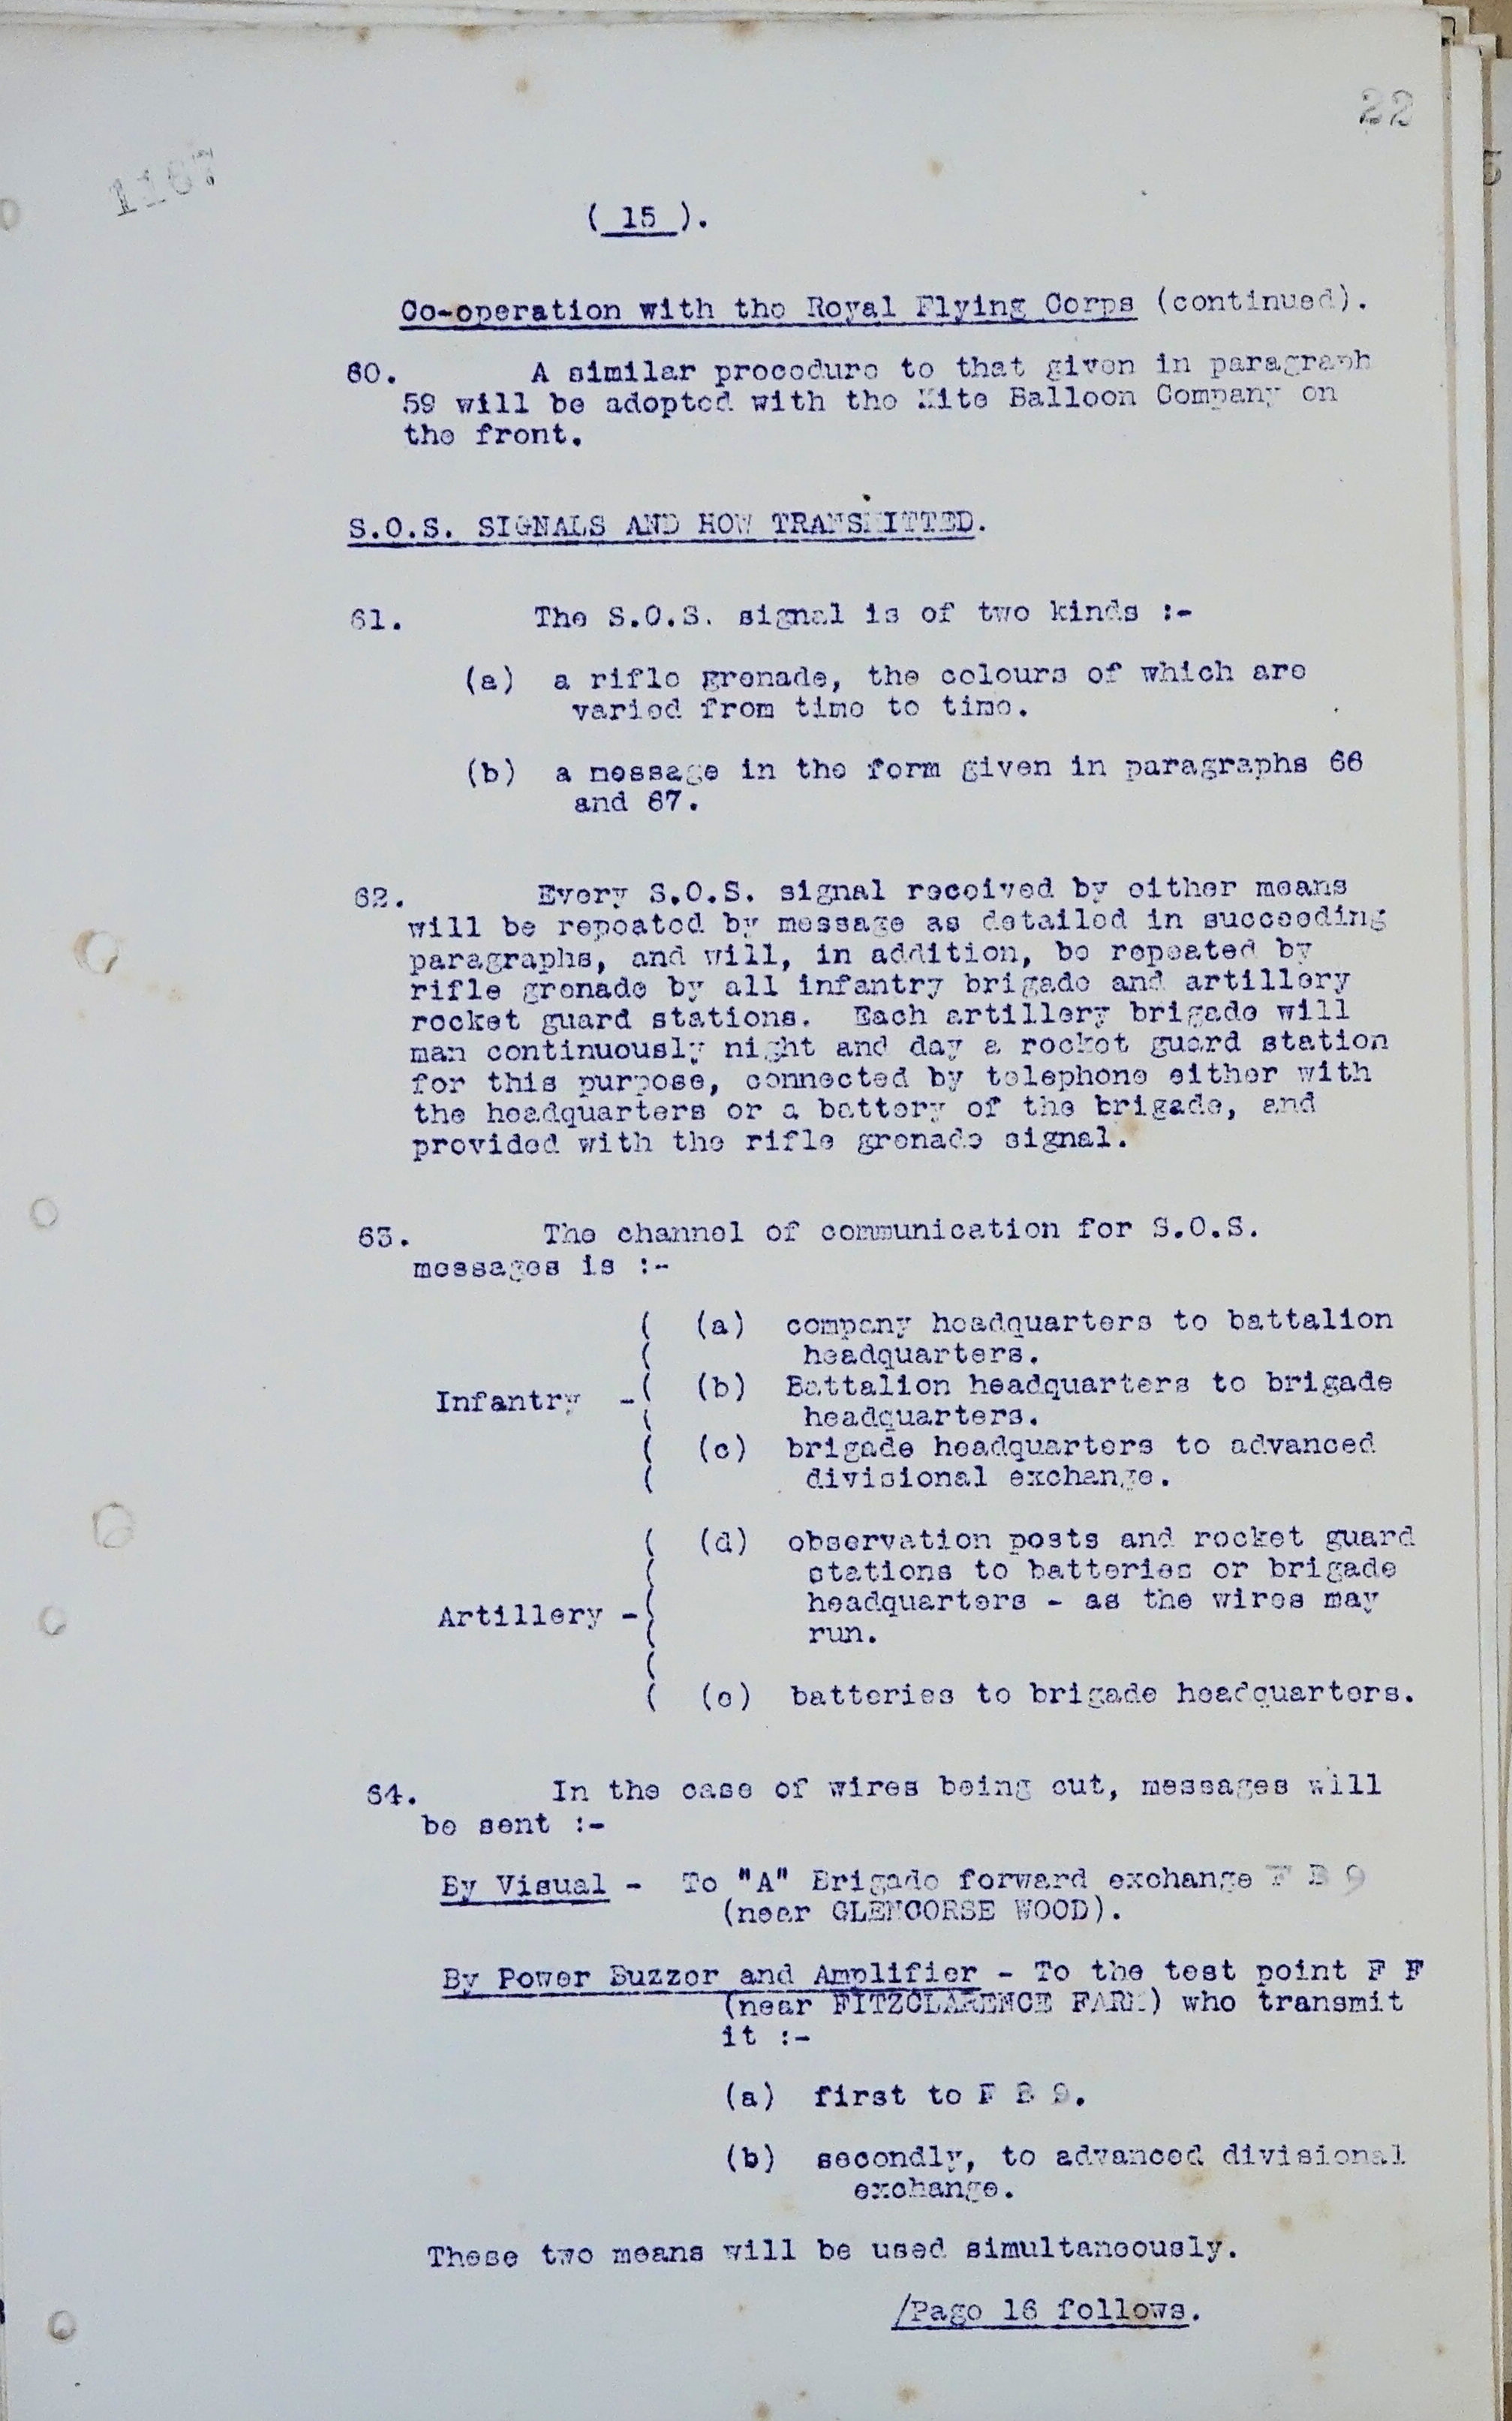 22
1167
( 15 ).
Co-operation with the Royal Flying Corps (continued).
60. A similar procedure to that given in paragraph
59 will be adopted with the Kite Balloon Company on
the front.
S.O.S. SIGNALS AND HOW TRANSMITTED.
61. The S.O.S. signal is of two kinds :-
(a) a rifle grenade, the colours of which are
varied from time to time.
(b) a message in the form given in paragraphs 66
and 67.
62. Every S.O.S. signal received by either means
will be repeated by message as detailed in succeeding
paragraphs, and will, in addition, be repeated by
rifle grenade by all infantry brigade and artillery
rocket guard stations. Each artillery brigade will
man continuously night and day a rocket guard station
for this purpose, connected by telephone either with
the headquarters or a battery of the brigade, and
provided with the rifle grenade signal.
63. The channel of communication for S.O.S.
messages is :-
( (a) company headquarters to battalion
( headquarters.
Infantry -( (b) Battalion headquarters to brigade
( headquarters.
( (c) brigade headquarters to advanced
( divisional exchange.
( (d) observation posts and rocket guard
( stations to batteries or brigade
Artillery -( headquarters - as the wires may
( run.
(
( (e) batteries to brigade headquarters.
64. In the case of wires being cut, messages will
be sent :-
By Visual - To "A" Brigade forward exchange F B 9
(near GLENCORSE WOOD).
By Power Buzzer and Amplifier - To the test point F F
(near FITZCLARENCE FARM) who transmit
it :-
(a) first to F B 9.
(b) secondly, to advanced divisional
exchange.
These two means will be used simultaneously.
/Page 16 follows.